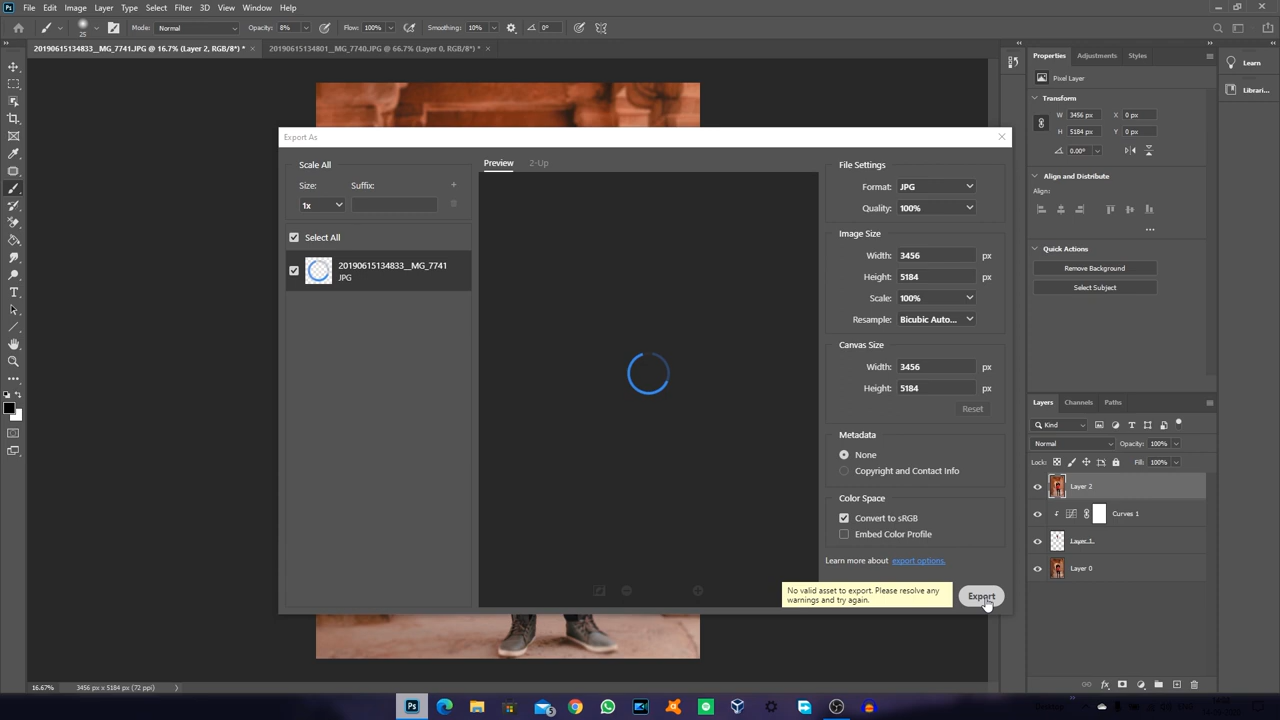 Ps File Edit Image Layer Type Select Filter 3D View Window Help
25 Mode: Normal Opacity: 8% Flow: 100% Smoothing: 10% 0°
20190615134833__MG_7741.JPG @ 16.7% (Layer 2, RGB/8*) * × 20190615134801__MG_7740.JPG @ 66.7% (Layer 0, RGB/8*) * ×
Export As
Scale All
Size: Suffix:
1x
Select All
20190615134833__MG_7741
JPG
Preview 2-Up
File Settings
Format: JPG
Quality: 100%
Image Size
Width: 3456 px
Height: 5184 px
Scale: 100%
Resample: Bicubic Auto...
Canvas Size
Width: 3456 px
Height: 5184 px
Reset
Metadata
None
Copyright and Contact Info
Color Space
Convert to sRGB
Embed Color Profile
Learn more about export options.
No valid asset to export. Please resolve any
warnings and try again.
Export
Properties Adjustments Styles
Pixel Layer
Transform
W 3456 px X 0 px
H 5184 px Y 0 px
0.00°
Align and Distribute
Align:
Quick Actions
Remove Background
Select Subject
Layers Channels Paths
Kind
Normal Opacity: 100%
Lock: Fill: 100%
Layer 2
Curves 1
Layer 1
Layer 0
Learn
Librari...
16.67% 3456 px x 5184 px (72 ppi)
Ps